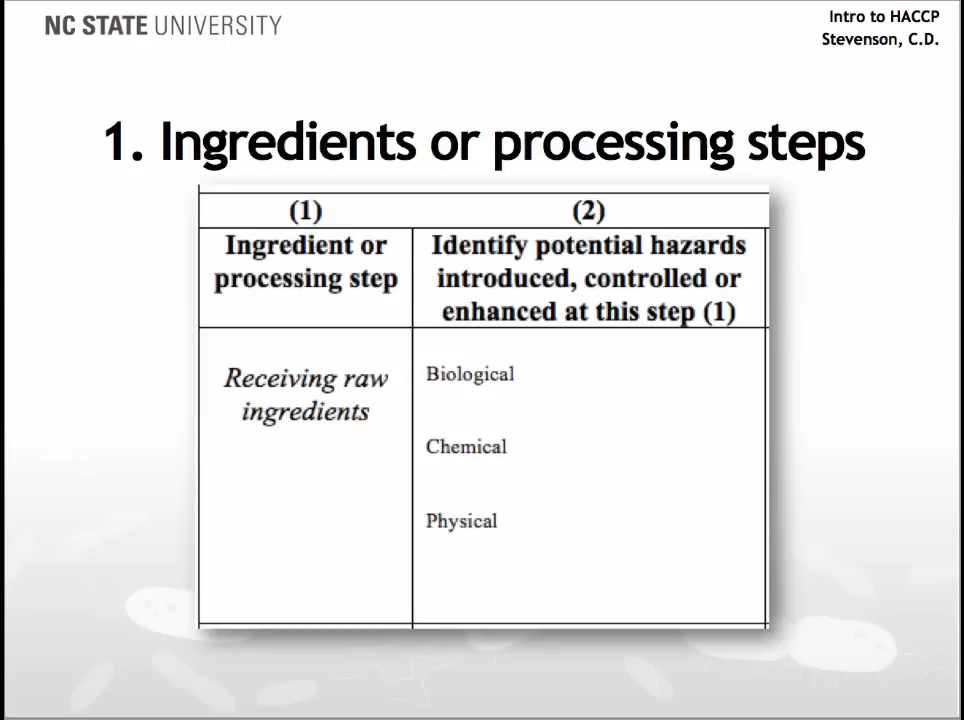 NC STATE UNIVERSITY
Intro to HACCP
Stevenson, C.D.
1. Ingredients or processing steps
(1)
(2)
Ingredient or
processing step
Identify potential hazards
introduced, controlled or
enhanced at this step (1)
Receiving raw
ingredients
Biological
Chemical
Physical